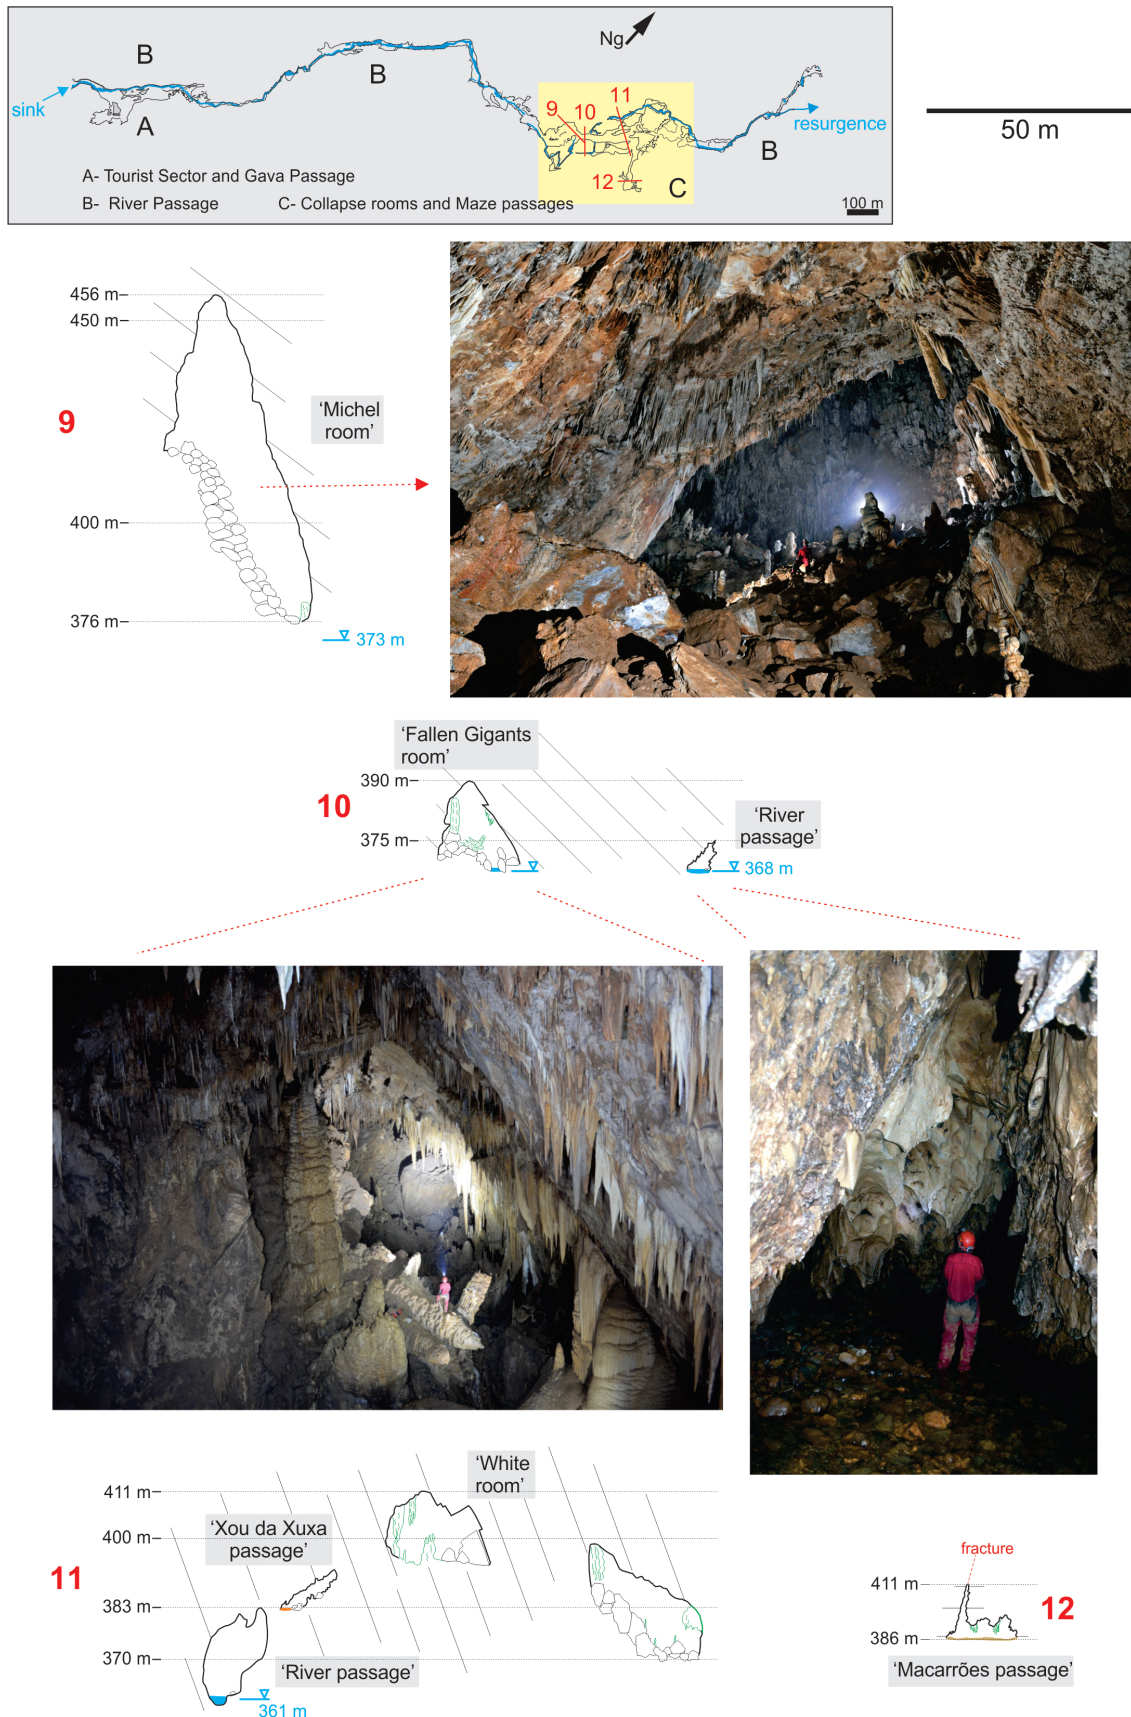 Ng
B
B
sink
A
9
10
11
12
C
B
resurgence
A- Tourist Sector and Gava Passage
B- River Passage
C- Collapse rooms and Maze passages
100 m
50 m
456 m
450 m
9
'Michel
room'
400 m
376 m
373 m
'Fallen Gigants
room'
390 m
10
375 m
'River
passage'
368 m
'White
room'
411 m
'Xou da Xuxa
passage'
400 m
11
383 m
370 m
'River passage'
361 m
fracture
411 m
12
386 m
'Macarrões passage'